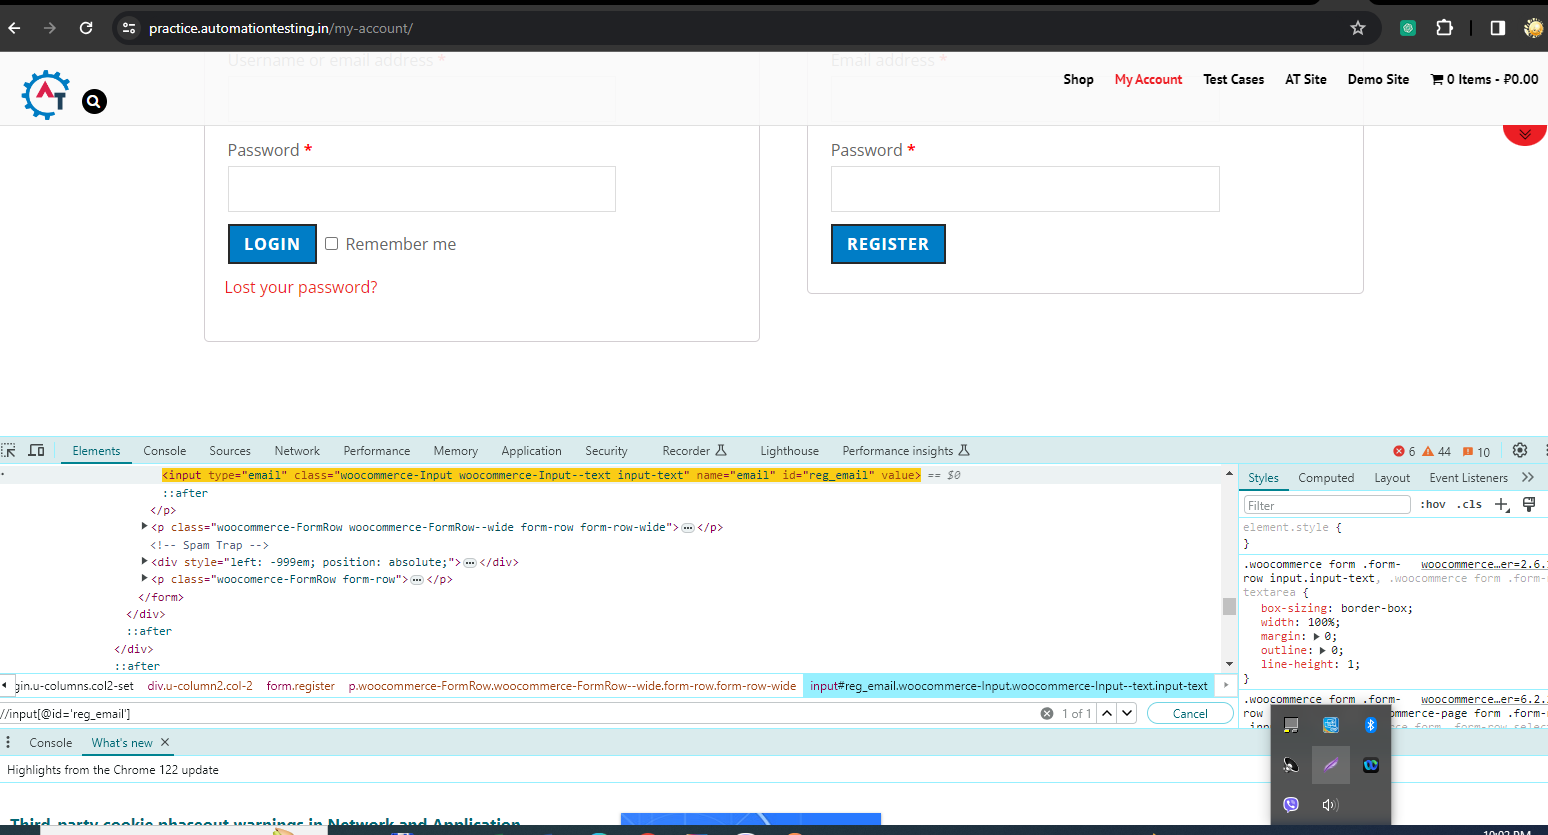 practice.automationtesting.in/my-account/
Username or email address *
Email address *
AT
Shop
My Account
Test Cases
AT Site
Demo Site
0 Items - ₽0.00
Password *
Password *
LOGIN
Remember me
REGISTER
Lost your password?
Elements
Console
Sources
Network
Performance
Memory
Application
Security
Recorder
Lighthouse
Performance insights
6
44
10
<input type="email" class="woocommerce-Input woocommerce-Input--text input-text" name="email" id="reg_email" value> == $0
::after
</p>
<p class="woocommerce-FormRow woocommerce-FormRow--wide form-row form-row-wide">…</p>
<!-- Spam Trap -->
<div style="left: -999em; position: absolute;">…</div>
<p class="woocomerce-FormRow form-row">…</p>
</form>
</div>
::after
</div>
::after
gin.u-columns.col2-set
div.u-column2.col-2
form.register
p.woocommerce-FormRow.woocommerce-FormRow--wide.form-row.form-row-wide
input#reg_email.woocommerce-Input.woocommerce-Input--text.input-text
//input[@id='reg_email']
1 of 1
Cancel
Styles
Computed
Layout
Event Listeners
Filter
:hov
.cls
element.style {
}
.woocommerce form .form-
woocommerce…er=2.6.
row input.input-text, .woocommerce form .form-
textarea {
box-sizing: border-box;
width: 100%;
margin: 0;
outline: 0;
line-height: 1;
}
.woocommerce form .form-
woocommerce…er=6.2.
row
ommerce-page form .form-
Console
What's new
Highlights from the Chrome 122 update
Third-party cookie phaseout warnings in Network and Application
10:02 PM